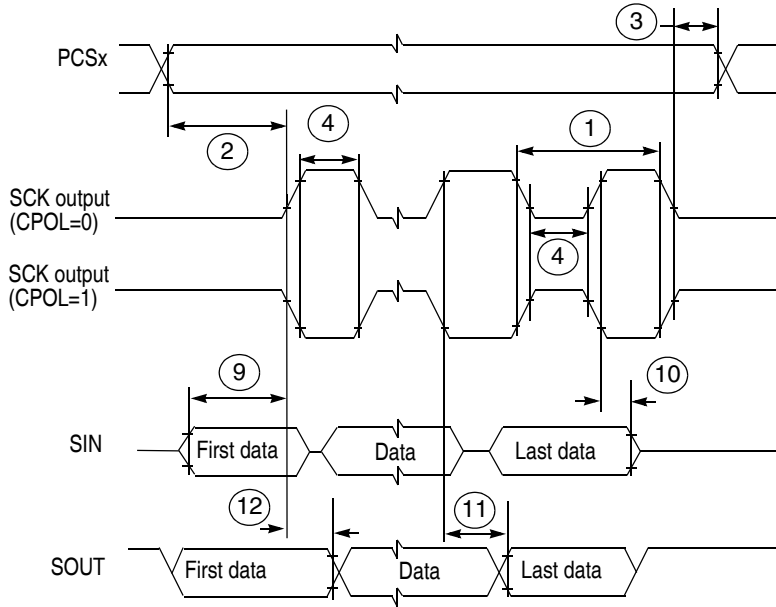 3
PCSx
2
4
1
SCK output
(CPOL=0)
4
SCK output
(CPOL=1)
9
10
SIN
First data
Data
Last data
12
11
SOUT
First data
Data
Last data